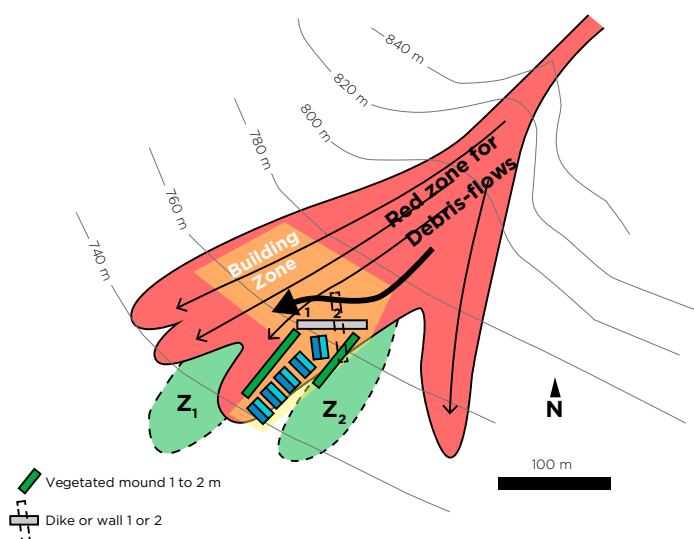 840 m
820 m
800 m
780 m
760 m
740 m
Red zone for
Debris-flows
Building
Zone
1
2
Z1
Z2
N
100 m
Vegetated mound 1 to 2 m
Dike or wall 1 or 2